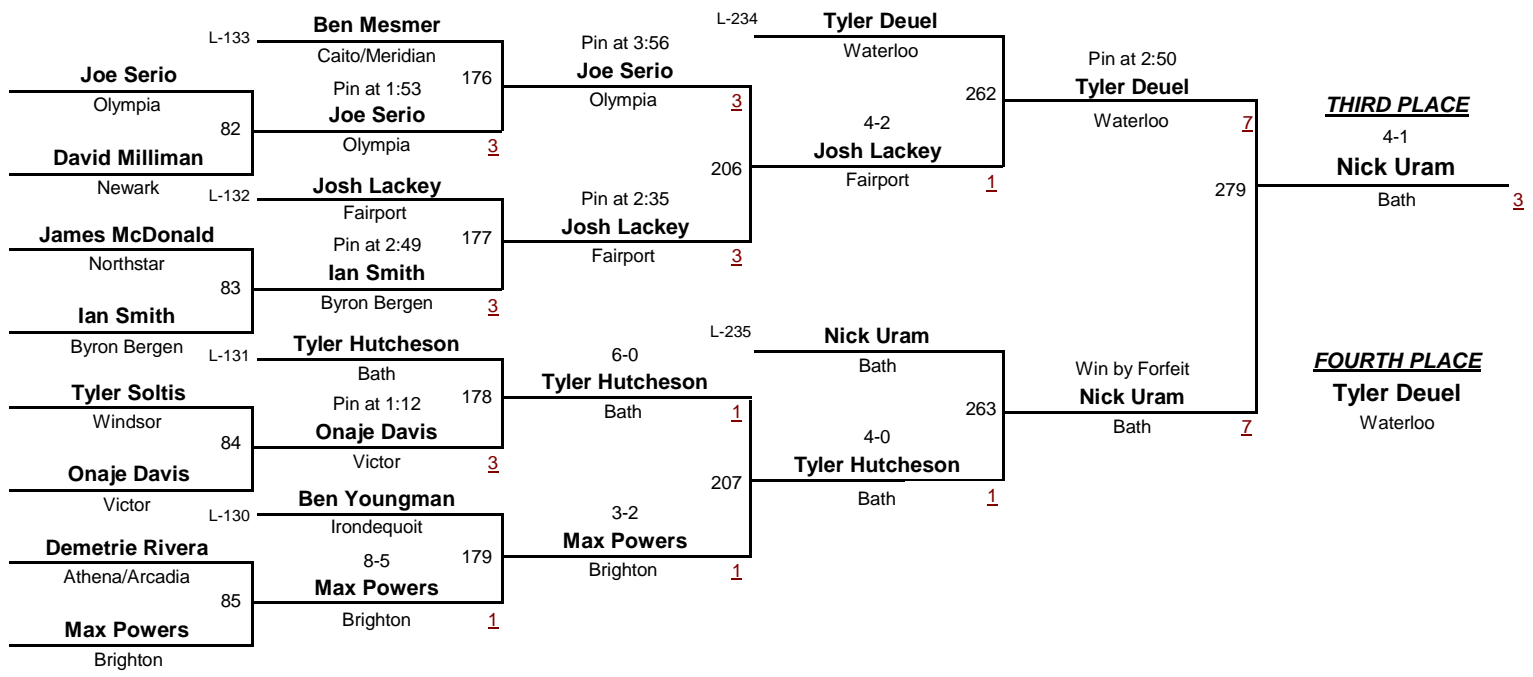 L-133
Ben Mesmer
Caito/Meridian
Joe Serio
Olympia
82
David Milliman
Newark
Pin at 1:53
Joe Serio
Olympia
3
176
L-132
Josh Lackey
Fairport
James McDonald
Northstar
83
Ian Smith
Byron Bergen
Pin at 2:49
Ian Smith
Byron Bergen
3
177
L-131
Tyler Hutcheson
Bath
Tyler Soltis
Windsor
84
Onaje Davis
Victor
Pin at 1:12
Onaje Davis
Victor
3
178
L-130
Ben Youngman
Irondequoit
Demetrie Rivera
Athena/Arcadia
85
Max Powers
Brighton
8-5
Max Powers
Brighton
1
179
Pin at 3:56
Joe Serio
Olympia
3
206
Pin at 2:35
Josh Lackey
Fairport
3
6-0
Tyler Hutcheson
Bath
1
207
3-2
Max Powers
Brighton
1
L-234
Tyler Deuel
Waterloo
262
4-2
Josh Lackey
Fairport
1
L-235
Nick Uram
Bath
263
4-0
Tyler Hutcheson
Bath
1
Pin at 2:50
Tyler Deuel
Waterloo
7
279
Win by Forfeit
Nick Uram
Bath
7
THIRD PLACE
4-1
Nick Uram
Bath
3
FOURTH PLACE
Tyler Deuel
Waterloo